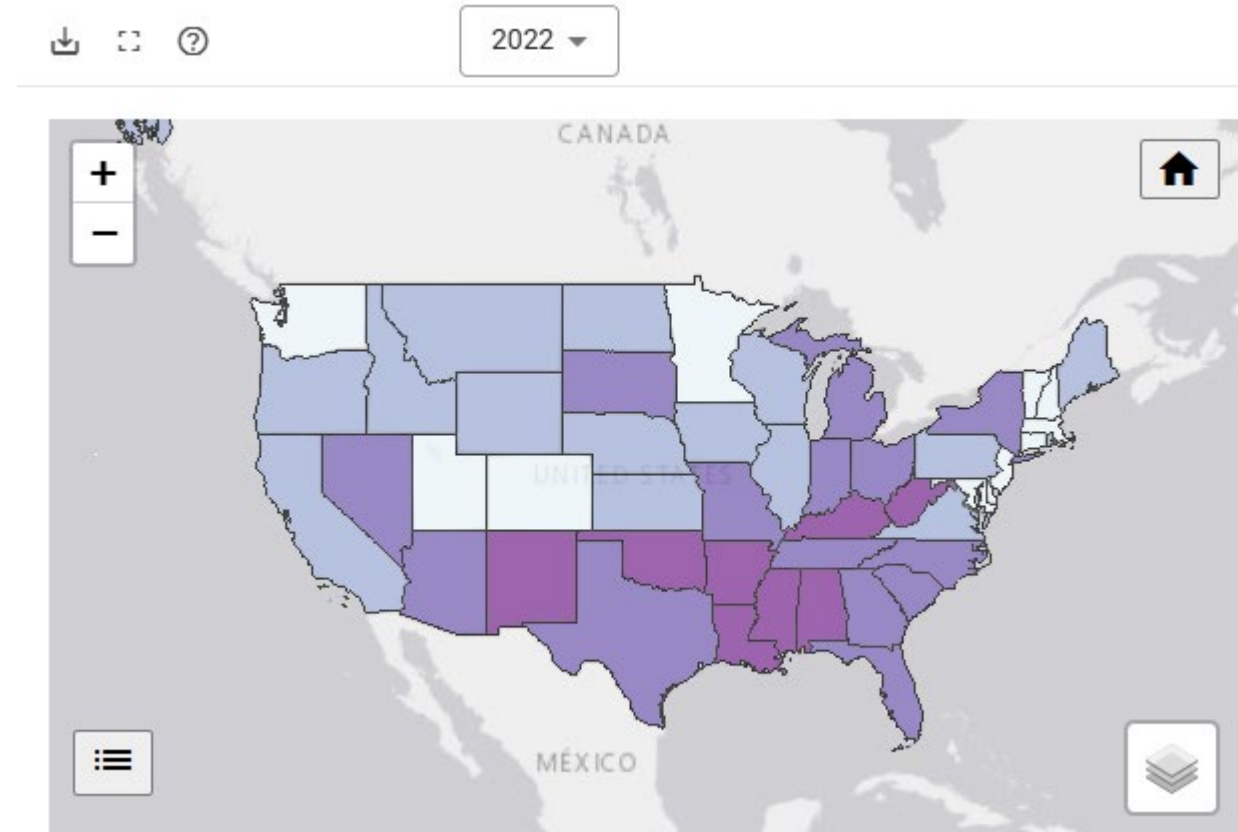 2022
CANADA
+
−
UNITED STATES
MÉXICO